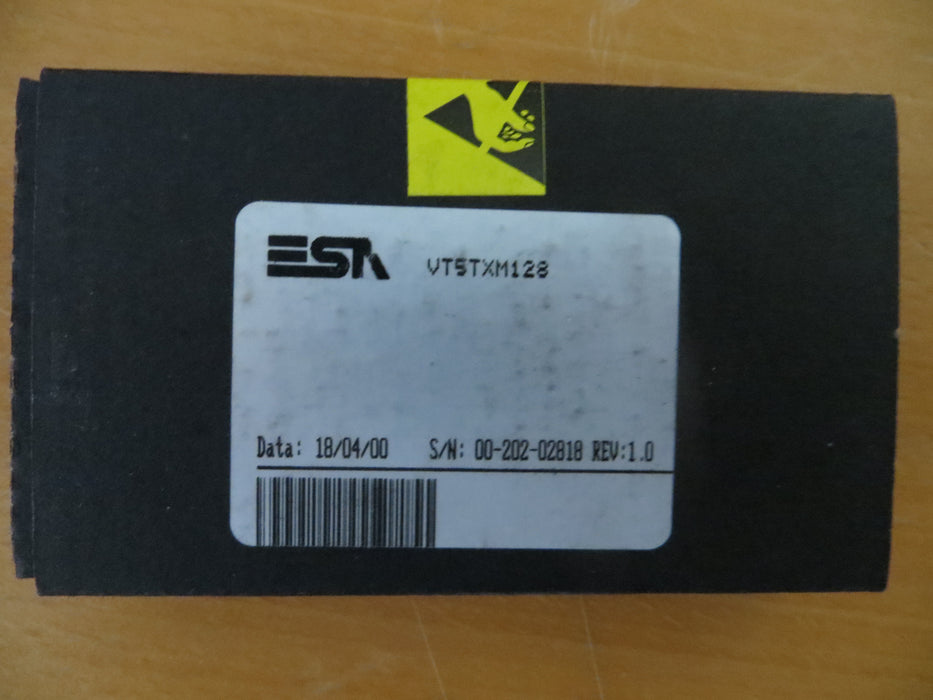 ESA VT5TXM128
Data: 18/04/00 S/N: 00-202-02818 REV:1.0